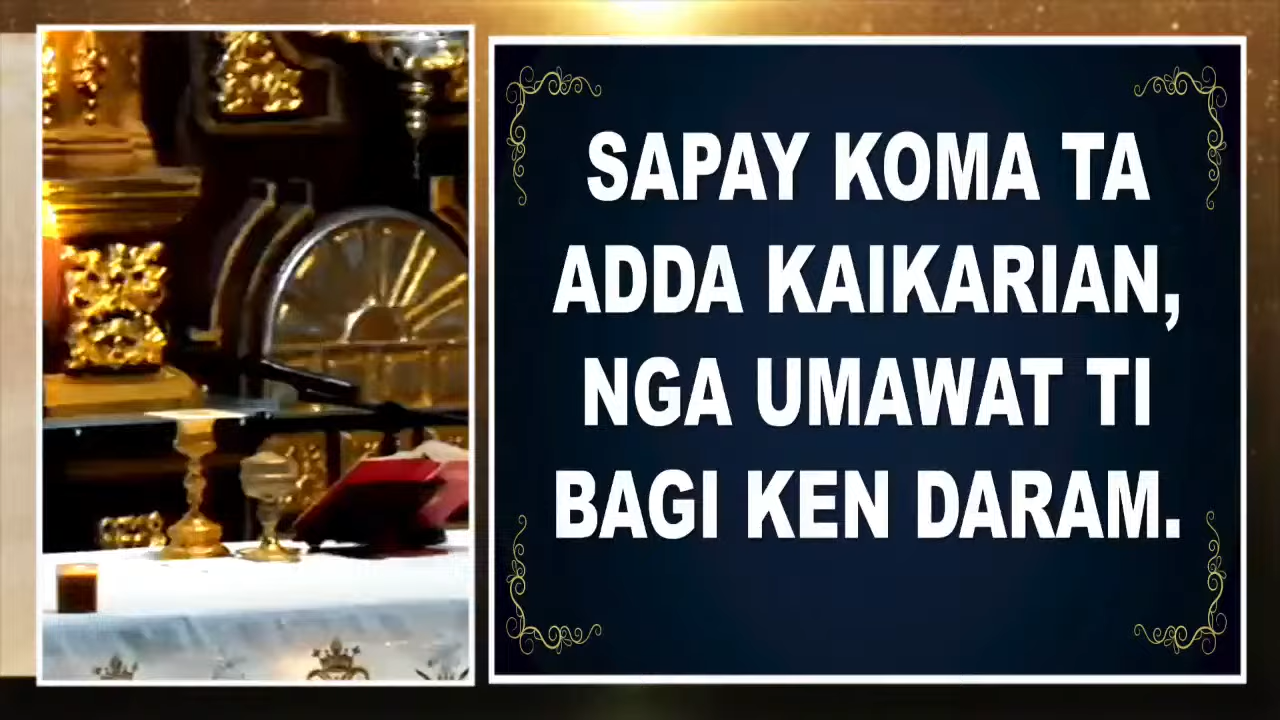 SAPAY KOMA TA
ADDA KAIKARIAN,
NGA UMAWAT TI
BAGI KEN DARAM.